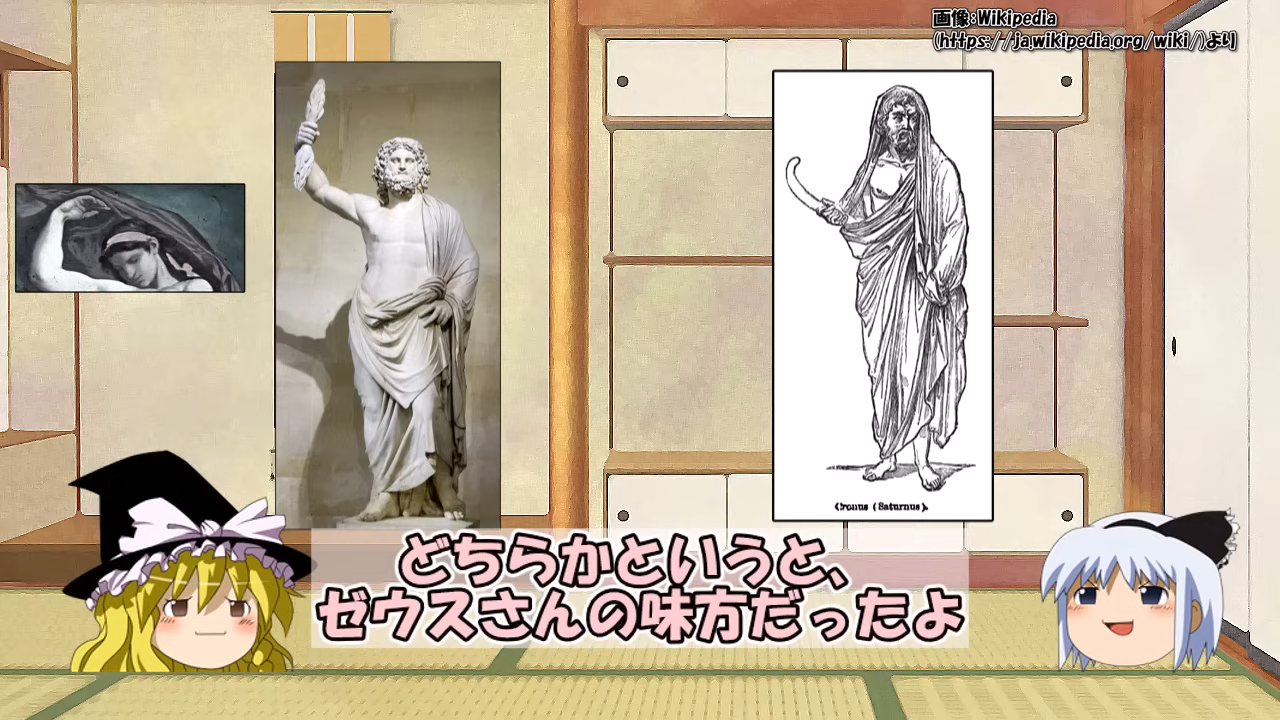 画像:Wikipedia
(https://ja.wikipedia.org/wiki/)より
Cronus (Saturnus).
どちらかというと、
ゼウスさんの味方だったよ